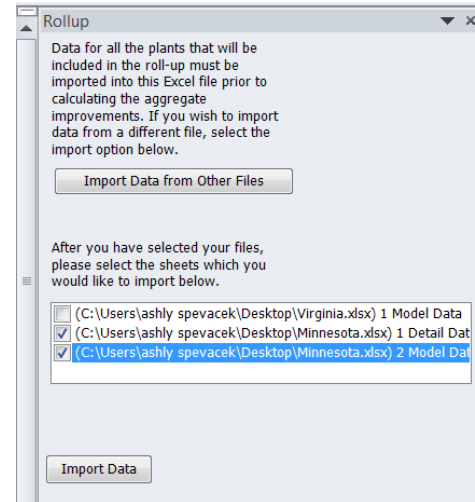 Rollup
Data for all the plants that will be
included in the roll-up must be
imported into this Excel file prior to
calculating the aggregate
improvements. If you wish to import
data from a different file, select the
import option below.
Import Data from Other Files
After you have selected your files,
please select the sheets which you
would like to import below.
(C:\Users\ashly spevacek\Desktop\Virginia.xlsx) 1 Model Data
(C:\Users\ashly spevacek\Desktop\Minnesota.xlsx) 1 Detail Dat
(C:\Users\ashly spevacek\Desktop\Minnesota.xlsx) 2 Model Dat
Import Data